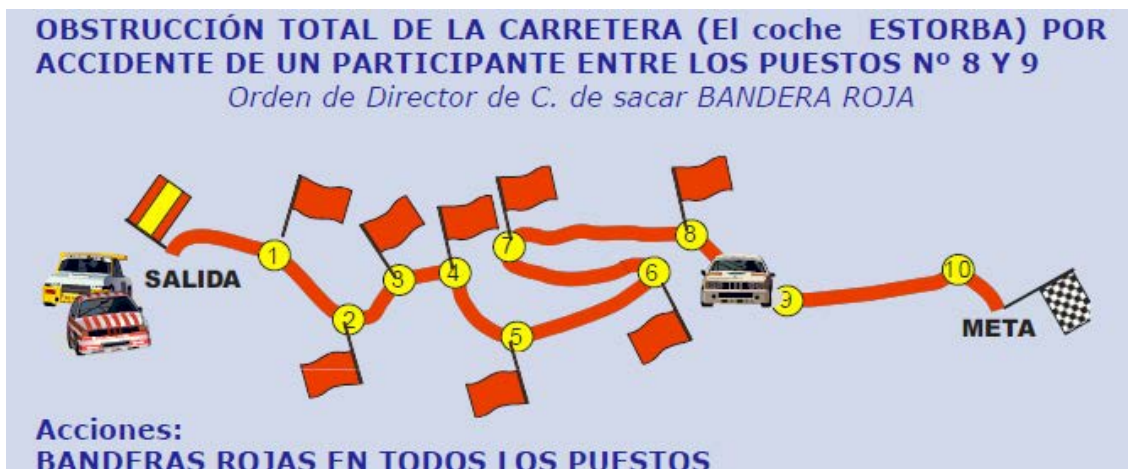 OBSTRUCCIÓN TOTAL DE LA CARRETERA (El coche ESTORBA) POR
ACCIDENTE DE UN PARTICIPANTE ENTRE LOS PUESTOS Nº 8 Y 9
Orden de Director de C. de sacar BANDERA ROJA
SALIDA
1
2
3
4
5
6
7
8
9
10
META
Acciones:
BANDERAS ROJAS EN TODOS LOS PUESTOS